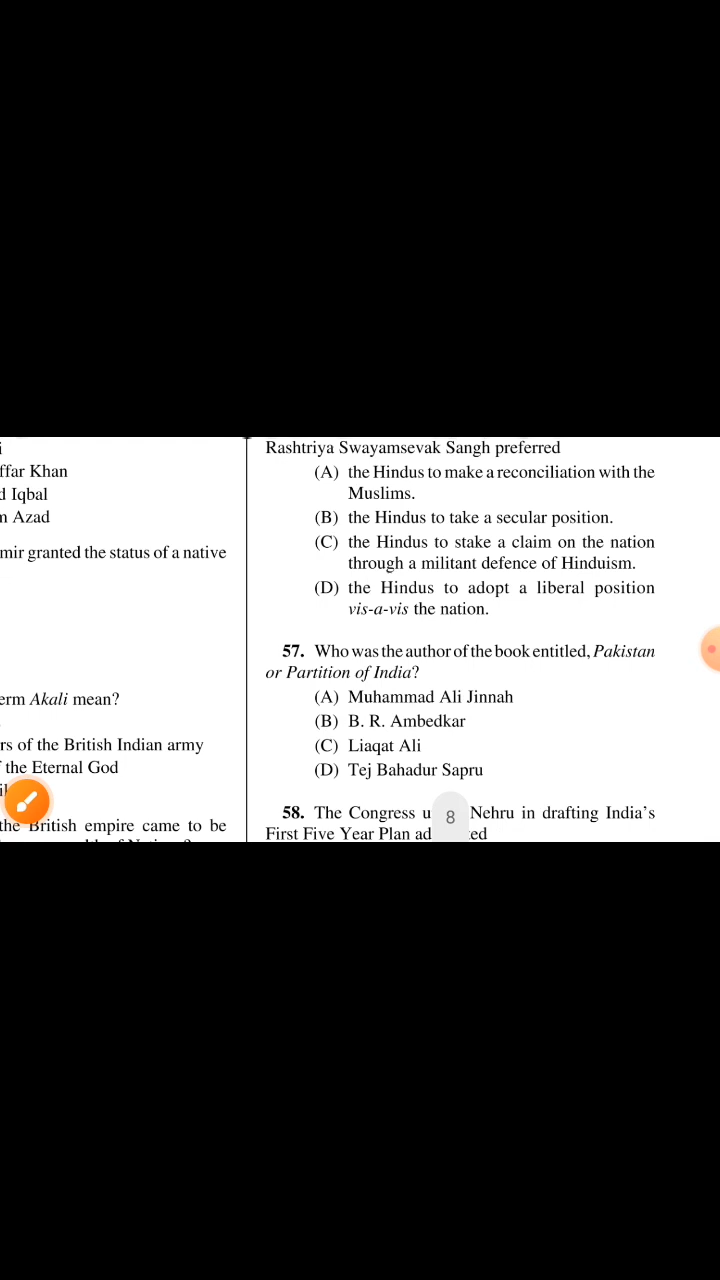 i
ffar Khan
d Iqbal
m Azad
mir granted the status of a native
erm Akali mean?
rs of the British Indian army
the Eternal God
the British empire came to be
Rashtriya Swayamsevak Sangh preferred
(A) the Hindus to make a reconciliation with the
Muslims.
(B) the Hindus to take a secular position.
(C) the Hindus to stake a claim on the nation
through a militant defence of Hinduism.
(D) the Hindus to adopt a liberal position
vis-a-vis the nation.
57. Who was the author of the book entitled, Pakistan
or Partition of India?
(A) Muhammad Ali Jinnah
(B) B. R. Ambedkar
(C) Liaqat Ali
(D) Tej Bahadur Sapru
58. The Congress u 8 Nehru in drafting India's
First Five Year Plan ad ed